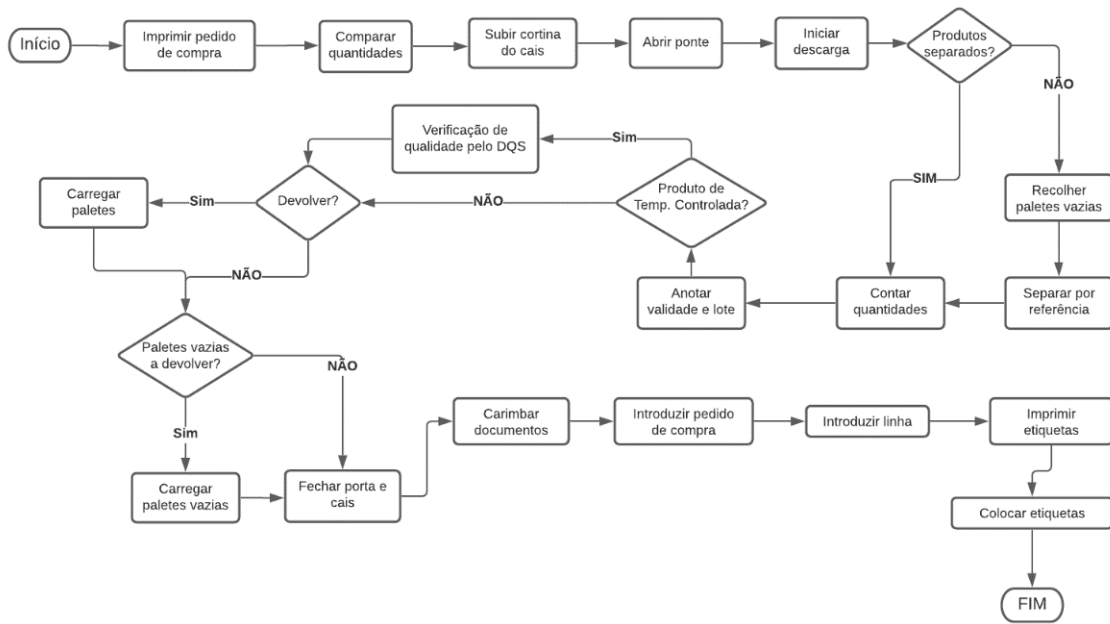 Início
Imprimir pedido
de compra
Comparar
quantidades
Subir cortina
do cais
Abrir ponte
Iniciar
descarga
Produtos
separados?
NÃO
SIM
Recolher
paletes vazias
Separar por
referência
Contar
quantidades
Anotar
validade e lote
Produto de
Temp. Controlada?
Sim
NÃO
Verificação de
qualidade pelo DQS
Devolver?
Sim
NÃO
Carregar
paletes
Paletes vazias
a devolver?
NÃO
Sim
Carregar
paletes vazias
Fechar porta e
cais
Carimbar
documentos
Introduzir pedido
de compra
Introduzir linha
Imprimir
etiquetas
Colocar etiquetas
FIM